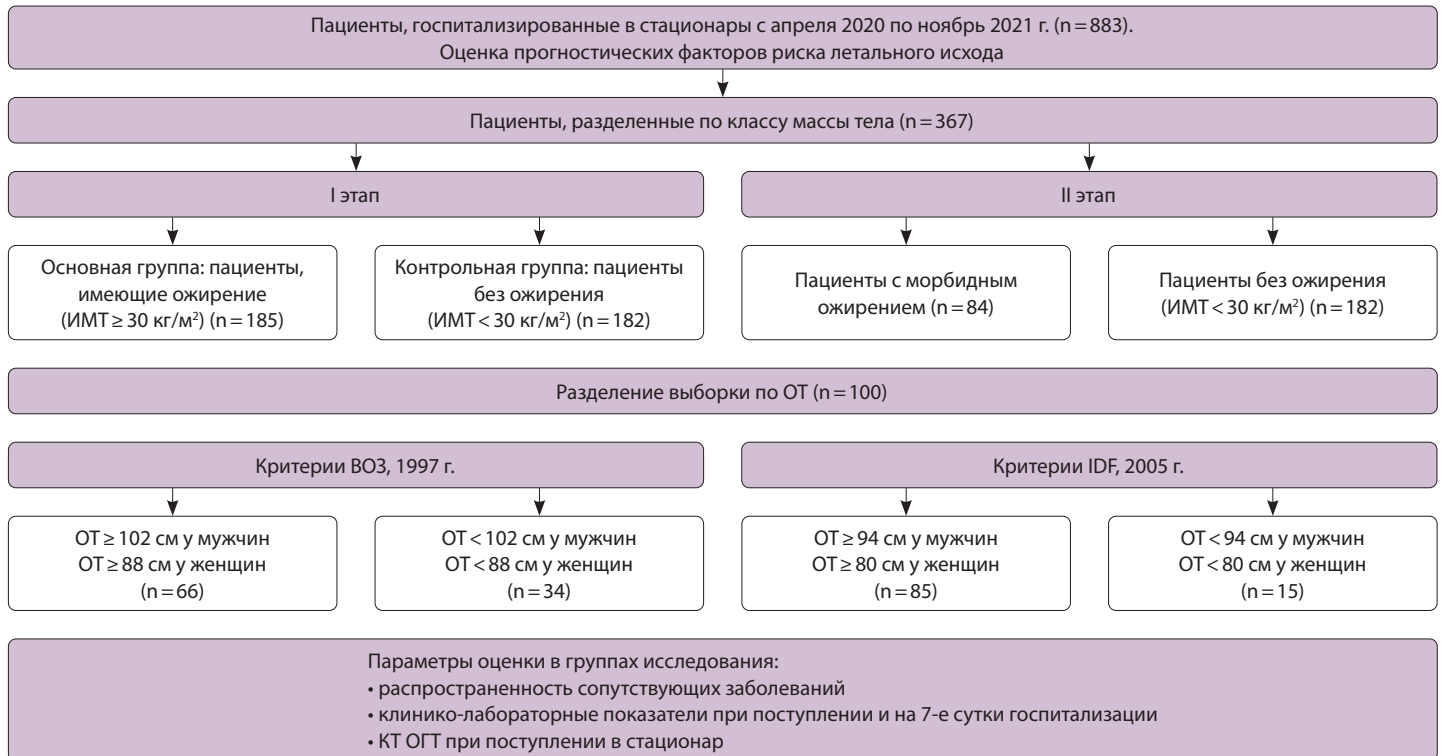 Пациенты, госпитализированные в стационары с апреля 2020 по ноябрь 2021 г. (n = 883).
Оценка прогностических факторов риска летального исхода
Пациенты, разделенные по классу массы тела (n = 367)
I этап
II этап
Основная группа: пациенты,
имеющие ожирение
(ИМТ ≥ 30 кг/м²) (n = 185)
Контрольная группа: пациенты
без ожирения
(ИМТ < 30 кг/м²) (n = 182)
Пациенты с морбидным
ожирением (n = 84)
Пациенты без ожирения
(ИМТ < 30 кг/м²) (n = 182)
Разделение выборки по ОТ (n = 100)
Критерии ВОЗ, 1997 г.
Критерии IDF, 2005 г.
ОТ ≥ 102 см у мужчин
ОТ ≥ 88 см у женщин
(n = 66)
ОТ < 102 см у мужчин
ОТ < 88 см у женщин
(n = 34)
ОТ ≥ 94 см у мужчин
ОТ ≥ 80 см у женщин
(n = 85)
ОТ < 94 см у мужчин
ОТ < 80 см у женщин
(n = 15)
Параметры оценки в группах исследования:
• распространенность сопутствующих заболеваний
• клинико-лабораторные показатели при поступлении и на 7-е сутки госпитализации
• КТ ОГТ при поступлении в стационар